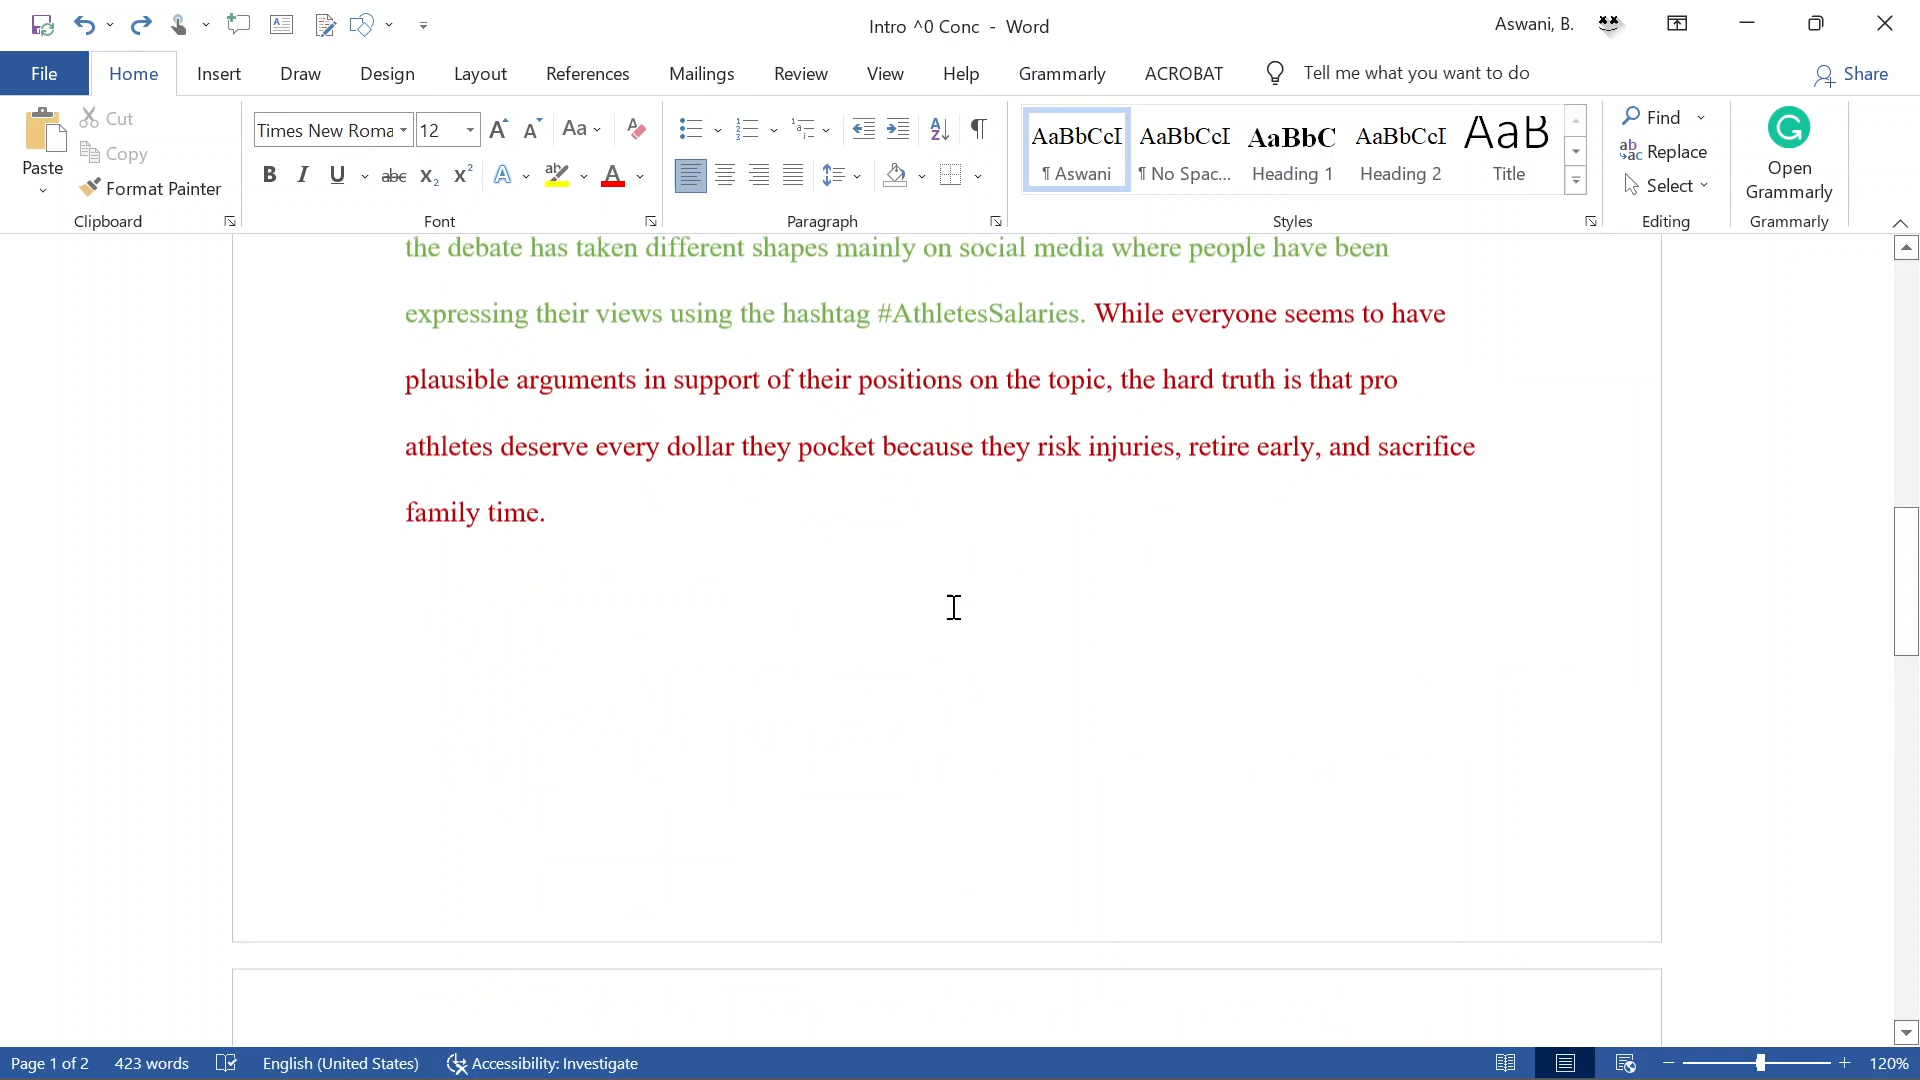 Intro ^0 Conc - Word
Aswani, B.
File Home Insert Draw Design Layout References Mailings Review View Help Grammarly ACROBAT Tell me what you want to do Share
Paste
Cut
Copy
Format Painter
Clipboard
Times New Roma 12
Font
Paragraph
AaBbCcI AaBbCcI AaBbC AaBbCcI AaB
¶ Aswani ¶ No Spac... Heading 1 Heading 2 Title
Styles
Find
Replace
Select
Editing
Open
Grammarly
Grammarly
the debate has taken different shapes mainly on social media where people have been
expressing their views using the hashtag #AthletesSalaries. While everyone seems to have
plausible arguments in support of their positions on the topic, the hard truth is that pro
athletes deserve every dollar they pocket because they risk injuries, retire early, and sacrifice
family time.
Page 1 of 2 423 words English (United States) Accessibility: Investigate 120%